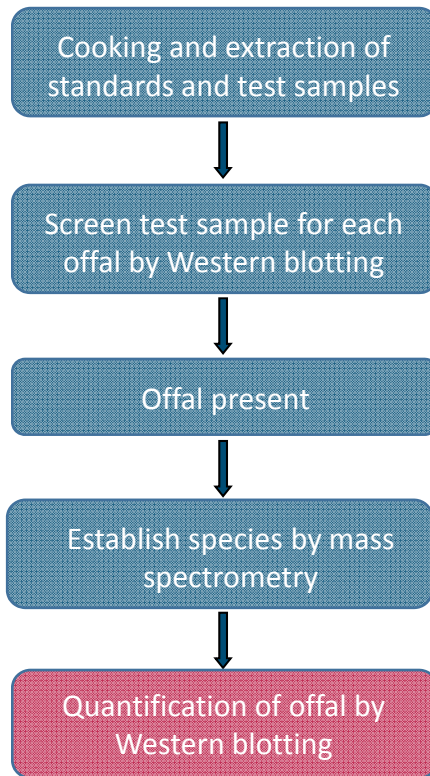 Cooking and extraction of
standards and test samples
Screen test sample for each
offal by Western blotting
Offal present
Establish species by mass
spectrometry
Quantification of offal by
Western blotting